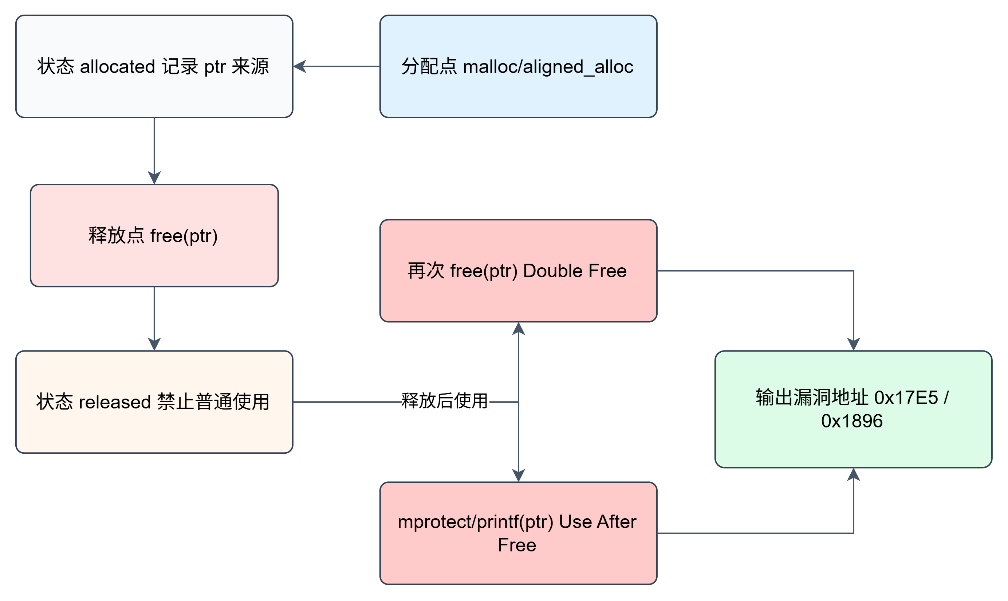 状态 allocated 记录 ptr 来源
分配点 malloc/aligned_alloc
释放点 free(ptr)
再次 free(ptr) Double Free
状态 released 禁止普通使用
释放后使用
输出漏洞地址 0x17E5 /
0x1896
mprotect/printf(ptr) Use After
Free